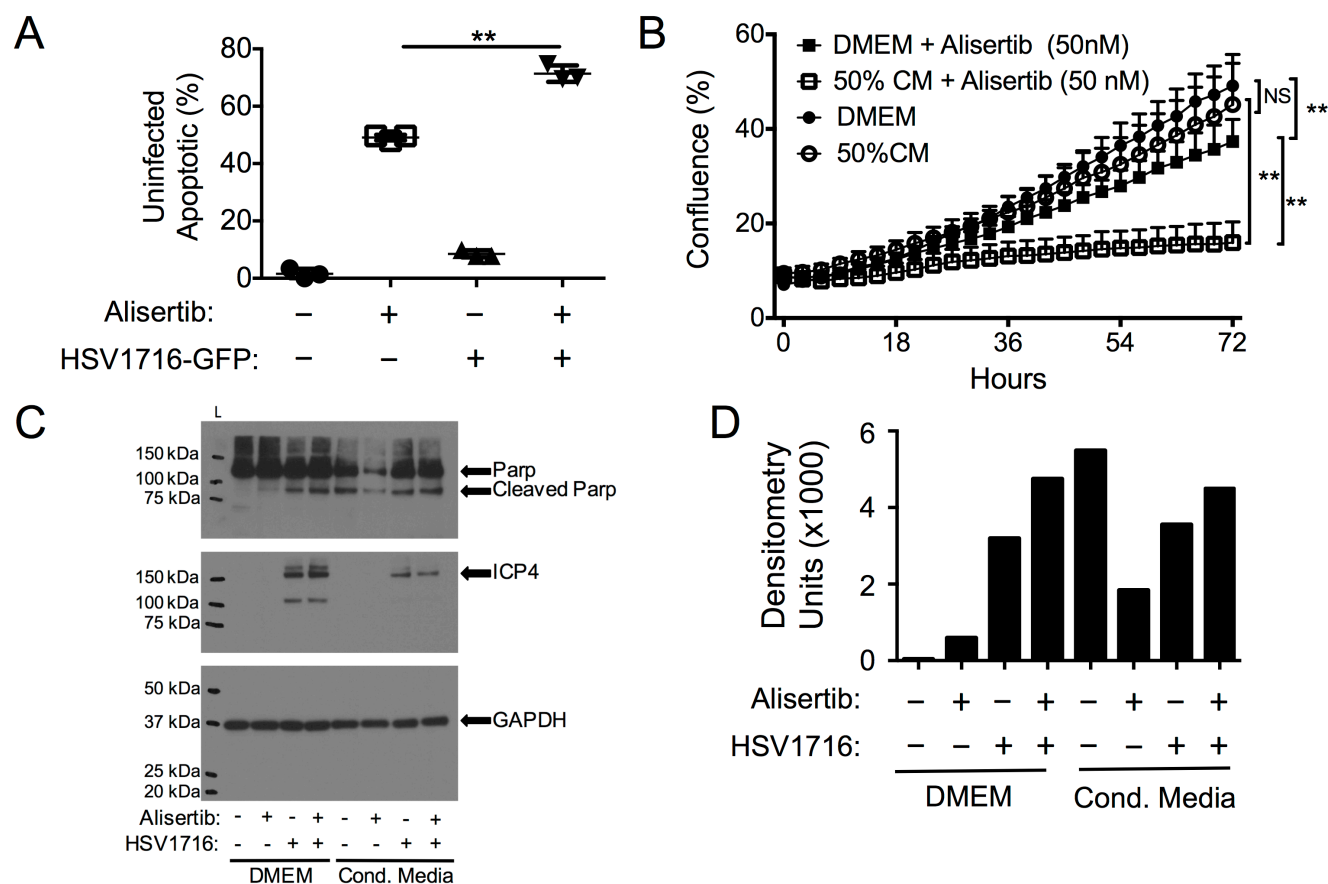 A
80
60
40
20
0
Uninfected
Apoptotic (%)
**
Alisertib: – + – +
HSV1716-GFP: – – + +
B
60
40
20
0
Confluence (%)
DMEM + Alisertib (50nM)
50% CM + Alisertib (50 nM)
DMEM
50%CM
NS
**
**
**
0 18 36 54 72
Hours
C
L
150 kDa
100 kDa
75 kDa
Parp
Cleaved Parp
150 kDa
100 kDa
75 kDa
ICP4
50 kDa
37 kDa
25 kDa
20 kDa
GAPDH
Alisertib: - + - + - + - +
HSV1716: - - + + - - + +
DMEM Cond. Media
D
6
4
2
0
Densitometry
Units (x1000)
Alisertib: – + – + – + – +
HSV1716: – – + + – – + +
DMEM Cond. Media